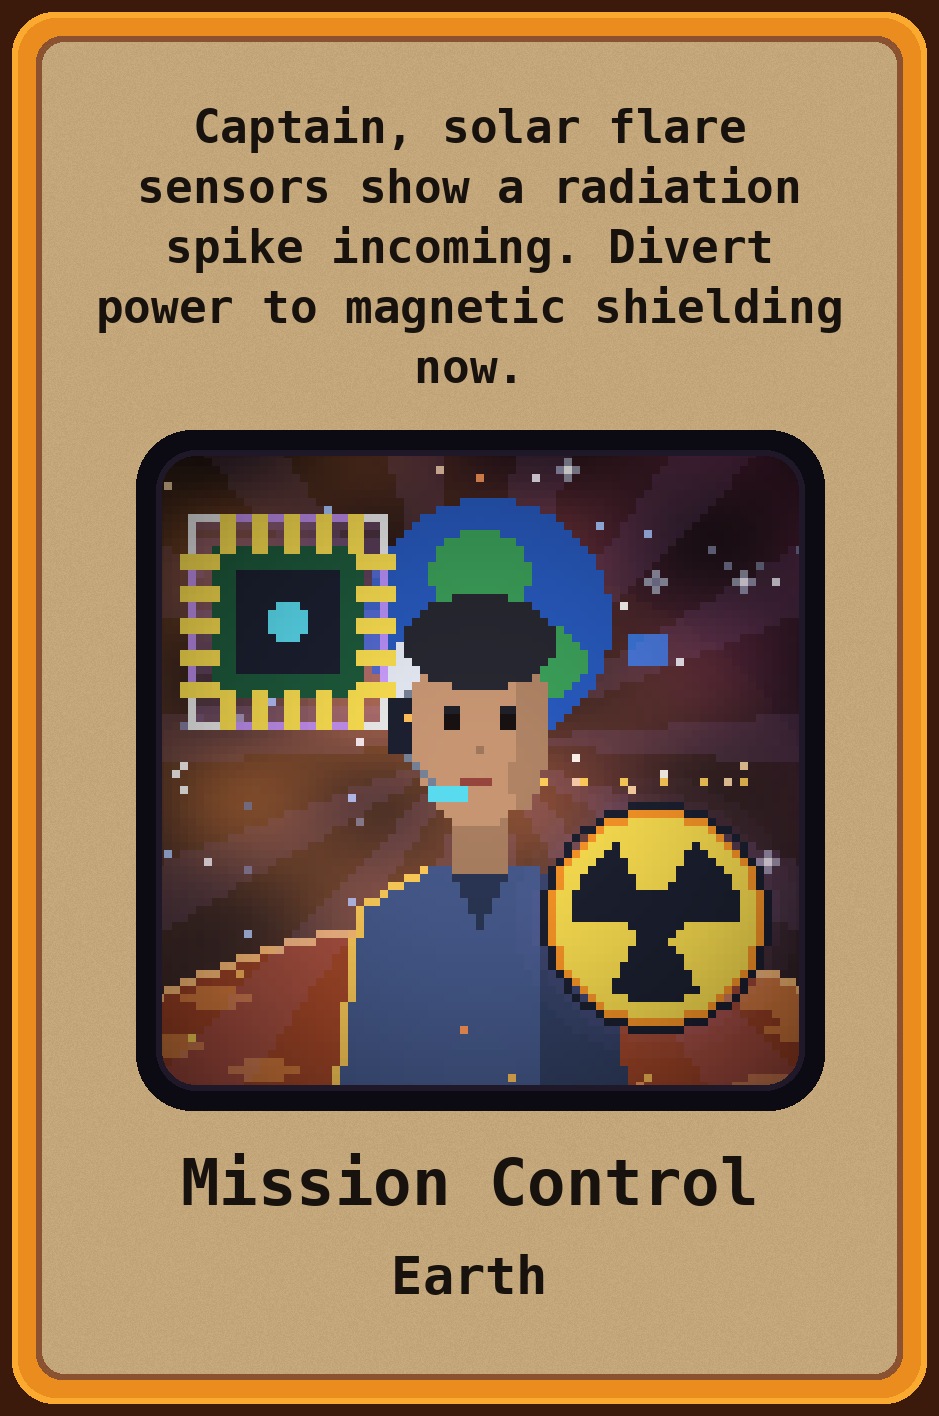 Captain, solar flare
sensors show a radiation
spike incoming. Divert
power to magnetic shielding
now.
Mission Control
Earth